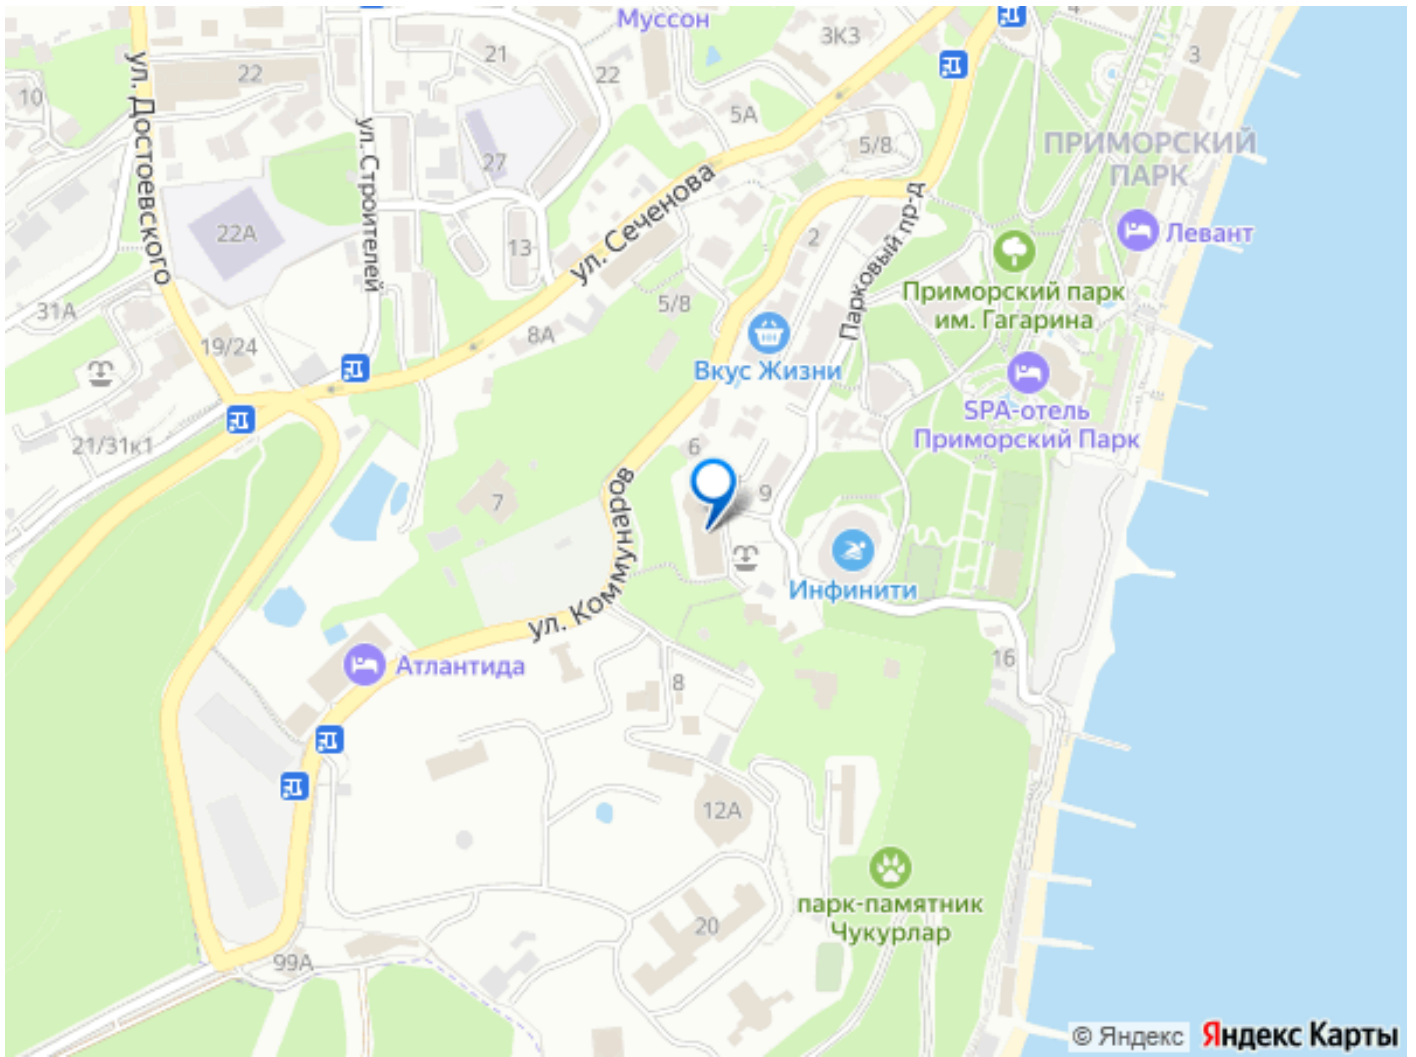 Муссон
3К3
4
3
21
22
22
10
ул. Достоевского
ул. Строителей
5А
5/8
27
ПРИМОРСКИЙ
ПАРК
ул. Сеченова
Парковый пр-д
22А
13
2
Левант
31А
5/8
8А
19/24
Приморский парк
им. Гагарина
Вкус Жизни
SPA-отель
Приморский Парк
21/31к1
6
7
9
ул. Коммунаров
Инфинити
Атлантида
8
16
12А
парк-памятник
Чукурлар
20
99А
© Яндекс
Яндекс Карты